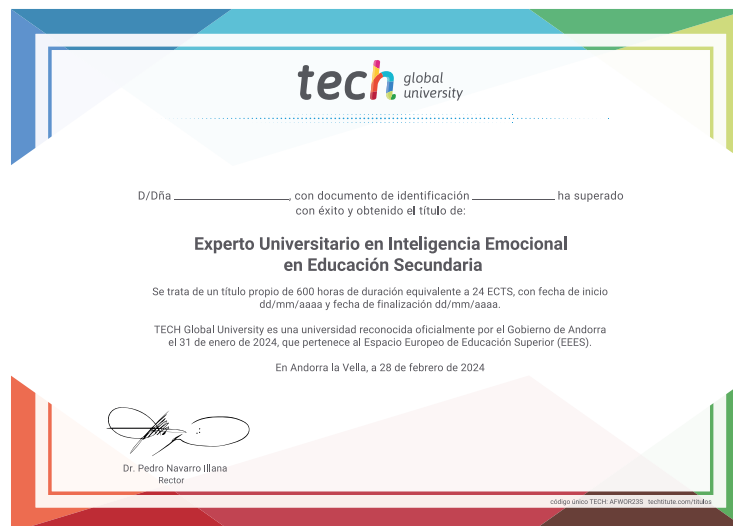 tech global university
D/Dña ____________, con documento de identificación ____________ ha superado
con éxito y obtenido el título de:
Experto Universitario en Inteligencia Emocional
en Educación Secundaria
Se trata de un título propio de 600 horas de duración equivalente a 24 ECTS, con fecha de inicio
dd/mm/aaaa y fecha de finalización dd/mm/aaaa.
TECH Global University es una universidad reconocida oficialmente por el Gobierno de Andorra
el 31 de enero de 2024, que pertenece al Espacio Europeo de Educación Superior (EEES).
En Andorra la Vella, a 28 de febrero de 2024
Dr. Pedro Navarro Illana
Rector
código único TECH: AFWOR23S techtitute.com/titulos